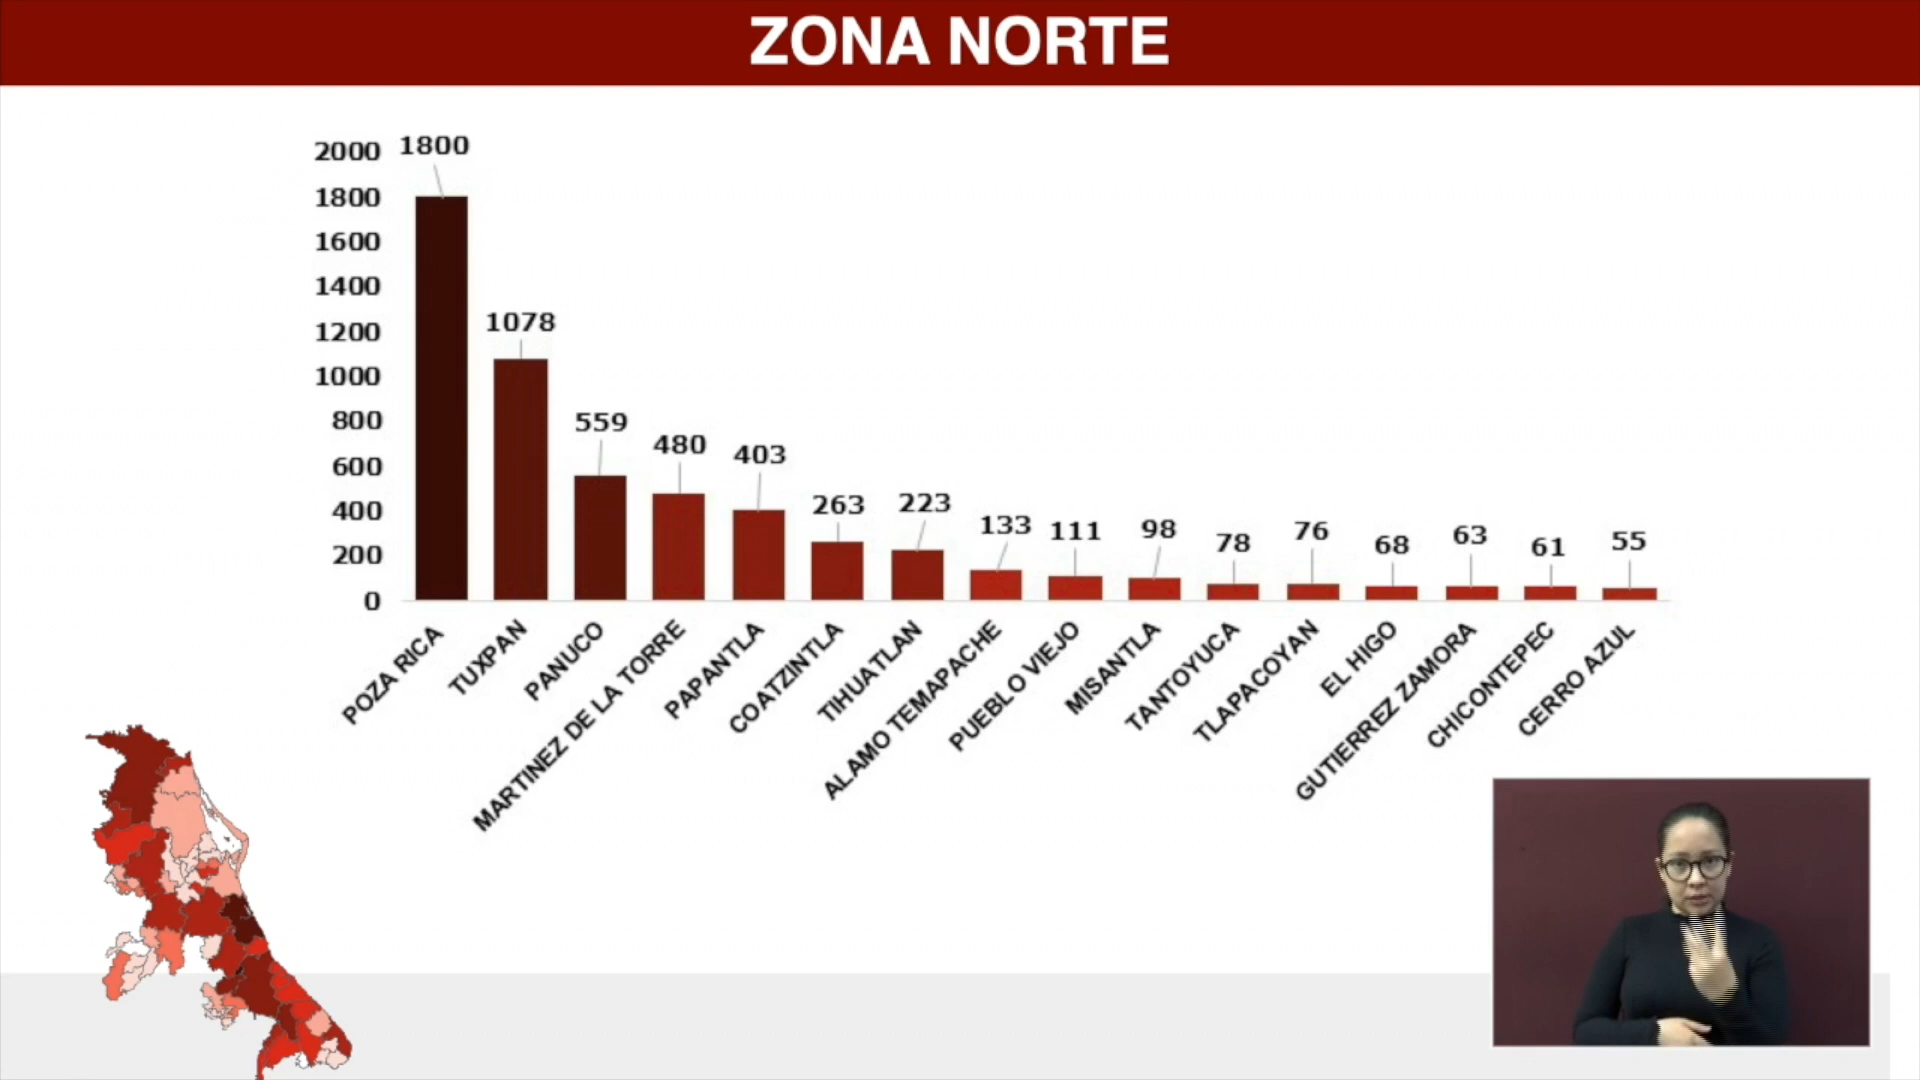 ZONA NORTE
2000
1800
1600
1400
1200
1000
800
600
400
200
0
1800
1078
559
480
403
263
223
133
111
98
78
76
68
63
61
55
POZA RICA
TUXPAN
PANUCO
MARTINEZ DE LA TORRE
PAPANTLA
COATZINTLA
TIHUATLAN
ALAMO TEMAPACHE
PUEBLO VIEJO
MISANTLA
TANTOYUCA
TLAPACOYAN
EL HIGO
GUTIERREZ ZAMORA
CHICONTEPEC
CERRO AZUL